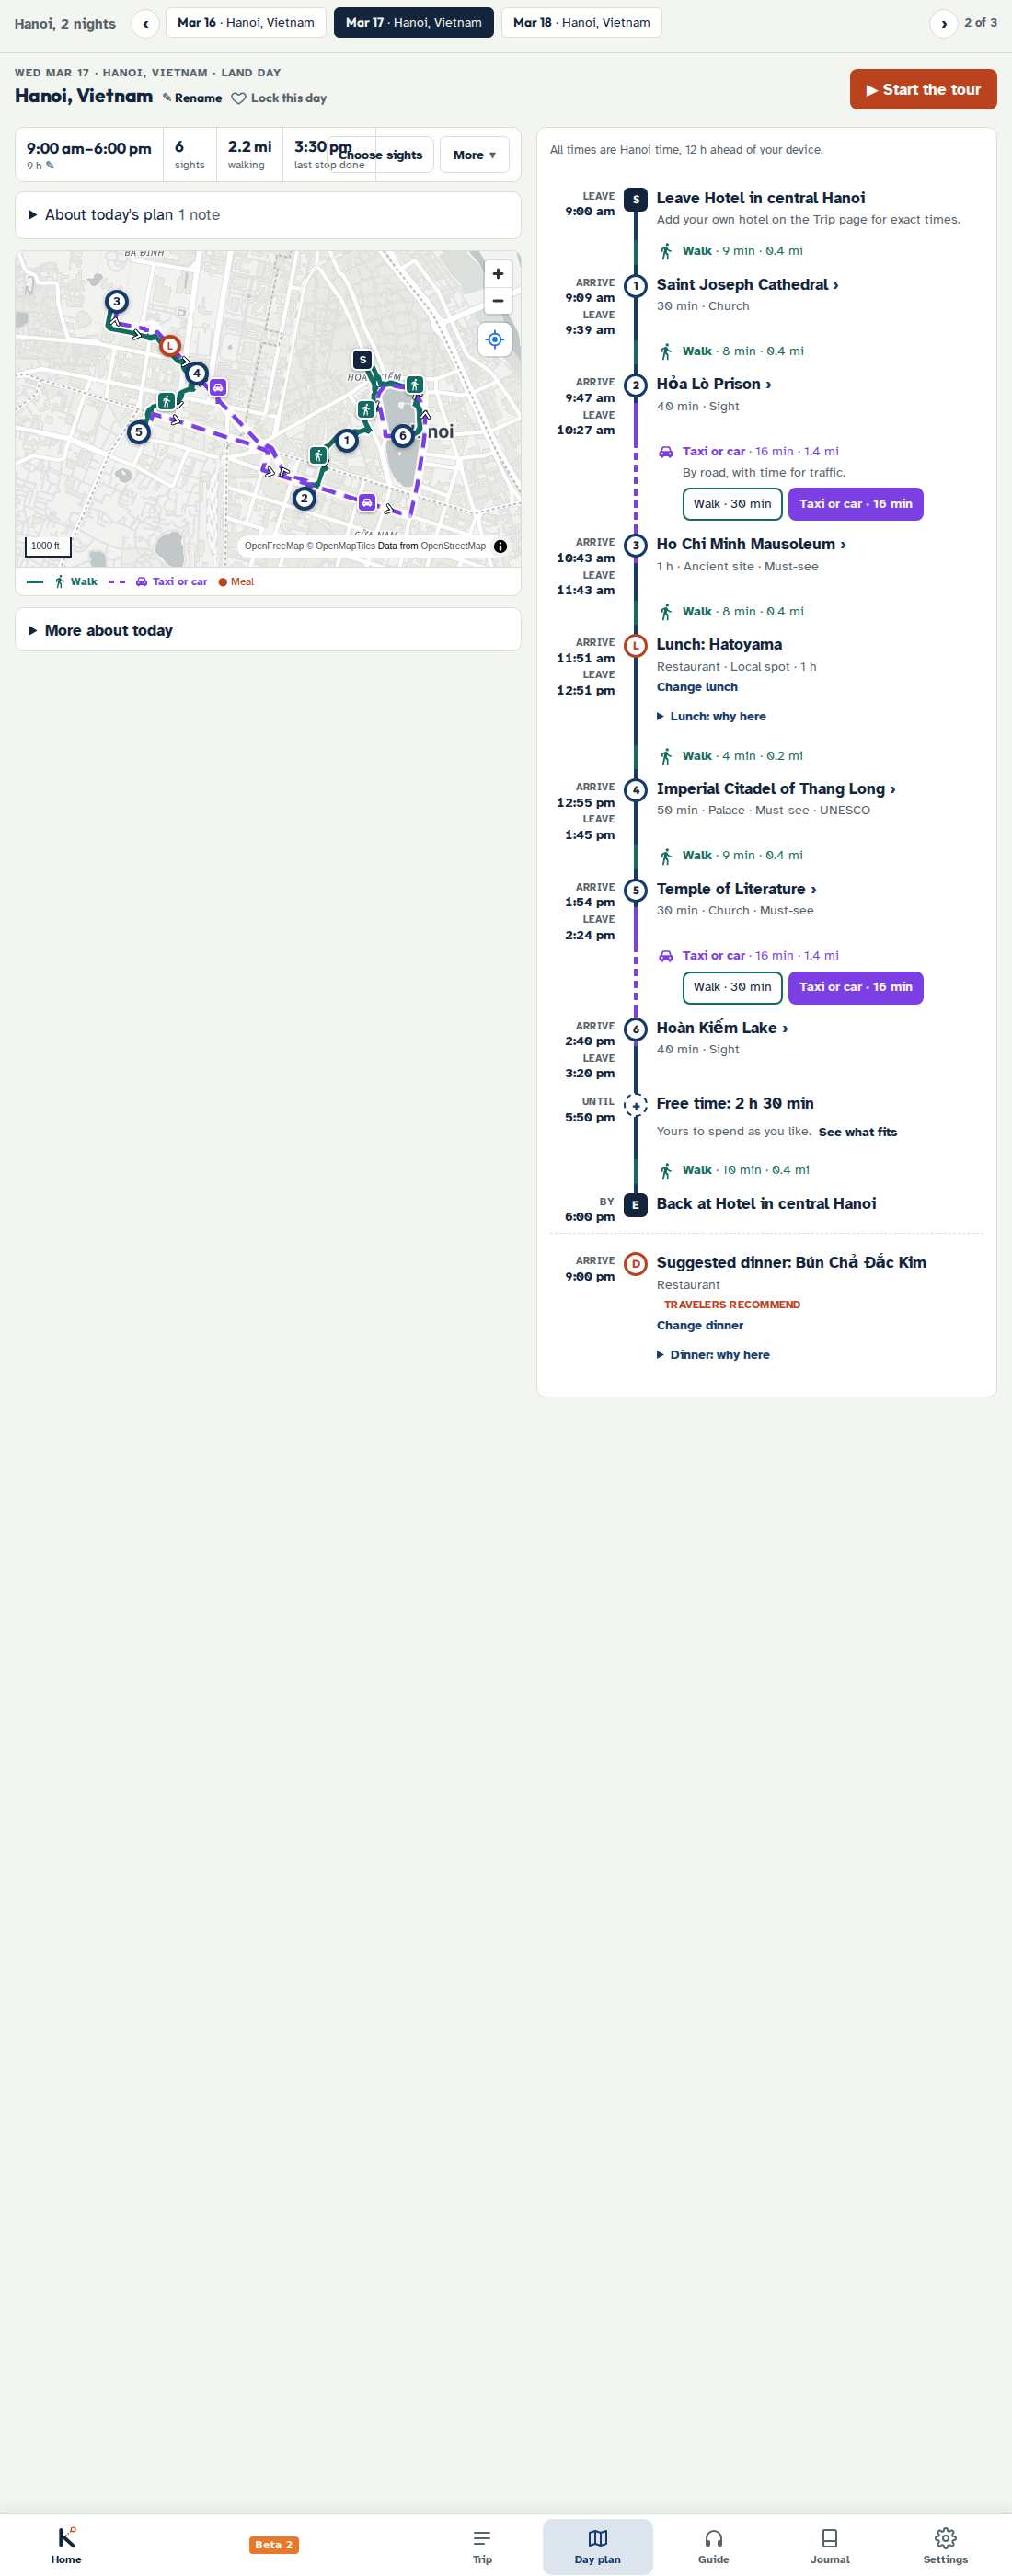 Hanoi, 2 nights
‹
Mar 16 · Hanoi, Vietnam
Mar 17 · Hanoi, Vietnam
Mar 18 · Hanoi, Vietnam
›
2 of 3
WED MAR 17 · HANOI, VIETNAM · LAND DAY
Hanoi, Vietnam
✎ Rename
Lock this day
▶ Start the tour
9:00 am–6:00 pm
9 h ✎
6
sights
2.2 mi
walking
3:30 pm
last stop done
Choose sights
More ▾
▶ About today's plan 1 note
BA ĐÌNH
3
L
4
5
S
1
6
noi
2
+
−
1000 ft
OpenFreeMap © OpenMapTiles Data from OpenStreetMap
Walk
Taxi or car
Meal
▶ More about today
All times are Hanoi time, 12 h ahead of your device.
LEAVE
9:00 am
S
Leave Hotel in central Hanoi
Add your own hotel on the Trip page for exact times.
Walk · 9 min · 0.4 mi
ARRIVE
9:09 am
LEAVE
9:39 am
1
Saint Joseph Cathedral ›
30 min · Church
Walk · 8 min · 0.4 mi
ARRIVE
9:47 am
LEAVE
10:27 am
2
Hỏa Lò Prison ›
40 min · Sight
Taxi or car · 16 min · 1.4 mi
By road, with time for traffic.
Walk · 30 min
Taxi or car · 16 min
ARRIVE
10:43 am
LEAVE
11:43 am
3
Ho Chi Minh Mausoleum ›
1 h · Ancient site · Must-see
Walk · 8 min · 0.4 mi
ARRIVE
11:51 am
LEAVE
12:51 pm
L
Lunch: Hatoyama
Restaurant · Local spot · 1 h
Change lunch
▶ Lunch: why here
Walk · 4 min · 0.2 mi
ARRIVE
12:55 pm
LEAVE
1:45 pm
4
Imperial Citadel of Thang Long ›
50 min · Palace · Must-see · UNESCO
Walk · 9 min · 0.4 mi
ARRIVE
1:54 pm
LEAVE
2:24 pm
5
Temple of Literature ›
30 min · Church · Must-see
Taxi or car · 16 min · 1.4 mi
Walk · 30 min
Taxi or car · 16 min
ARRIVE
2:40 pm
LEAVE
3:20 pm
6
Hoàn Kiếm Lake ›
40 min · Sight
UNTIL
5:50 pm
+
Free time: 2 h 30 min
Yours to spend as you like. See what fits
Walk · 10 min · 0.4 mi
BY
6:00 pm
E
Back at Hotel in central Hanoi
ARRIVE
9:00 pm
D
Suggested dinner: Bún Chả Đắc Kim
Restaurant
TRAVELERS RECOMMEND
Change dinner
▶ Dinner: why here
Home
Beta 2
Trip
Day plan
Guide
Journal
Settings